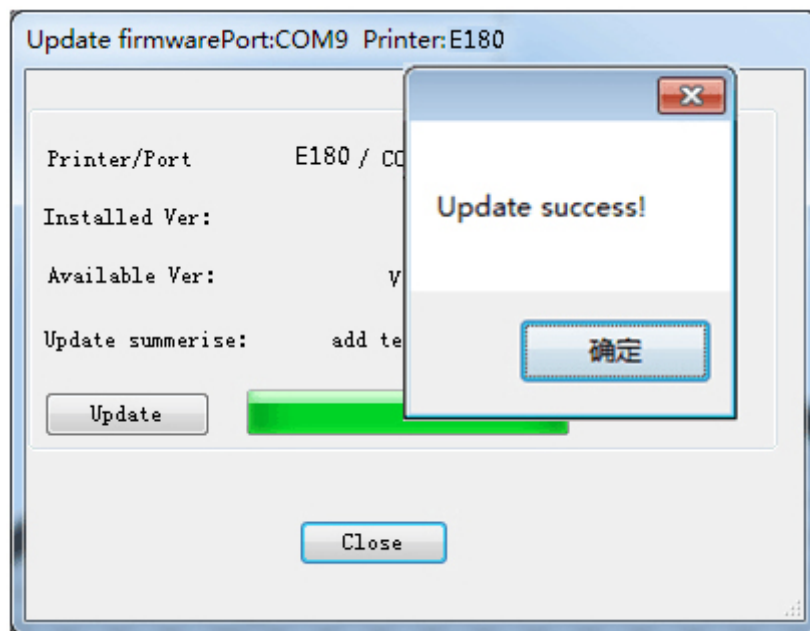 Update firmwarePort:COM9 Printer:E180
Printer/Port E180 / CO
Update success!
Installed Ver:
Available Ver: V
Update summerise: add te
确定
Update
Close